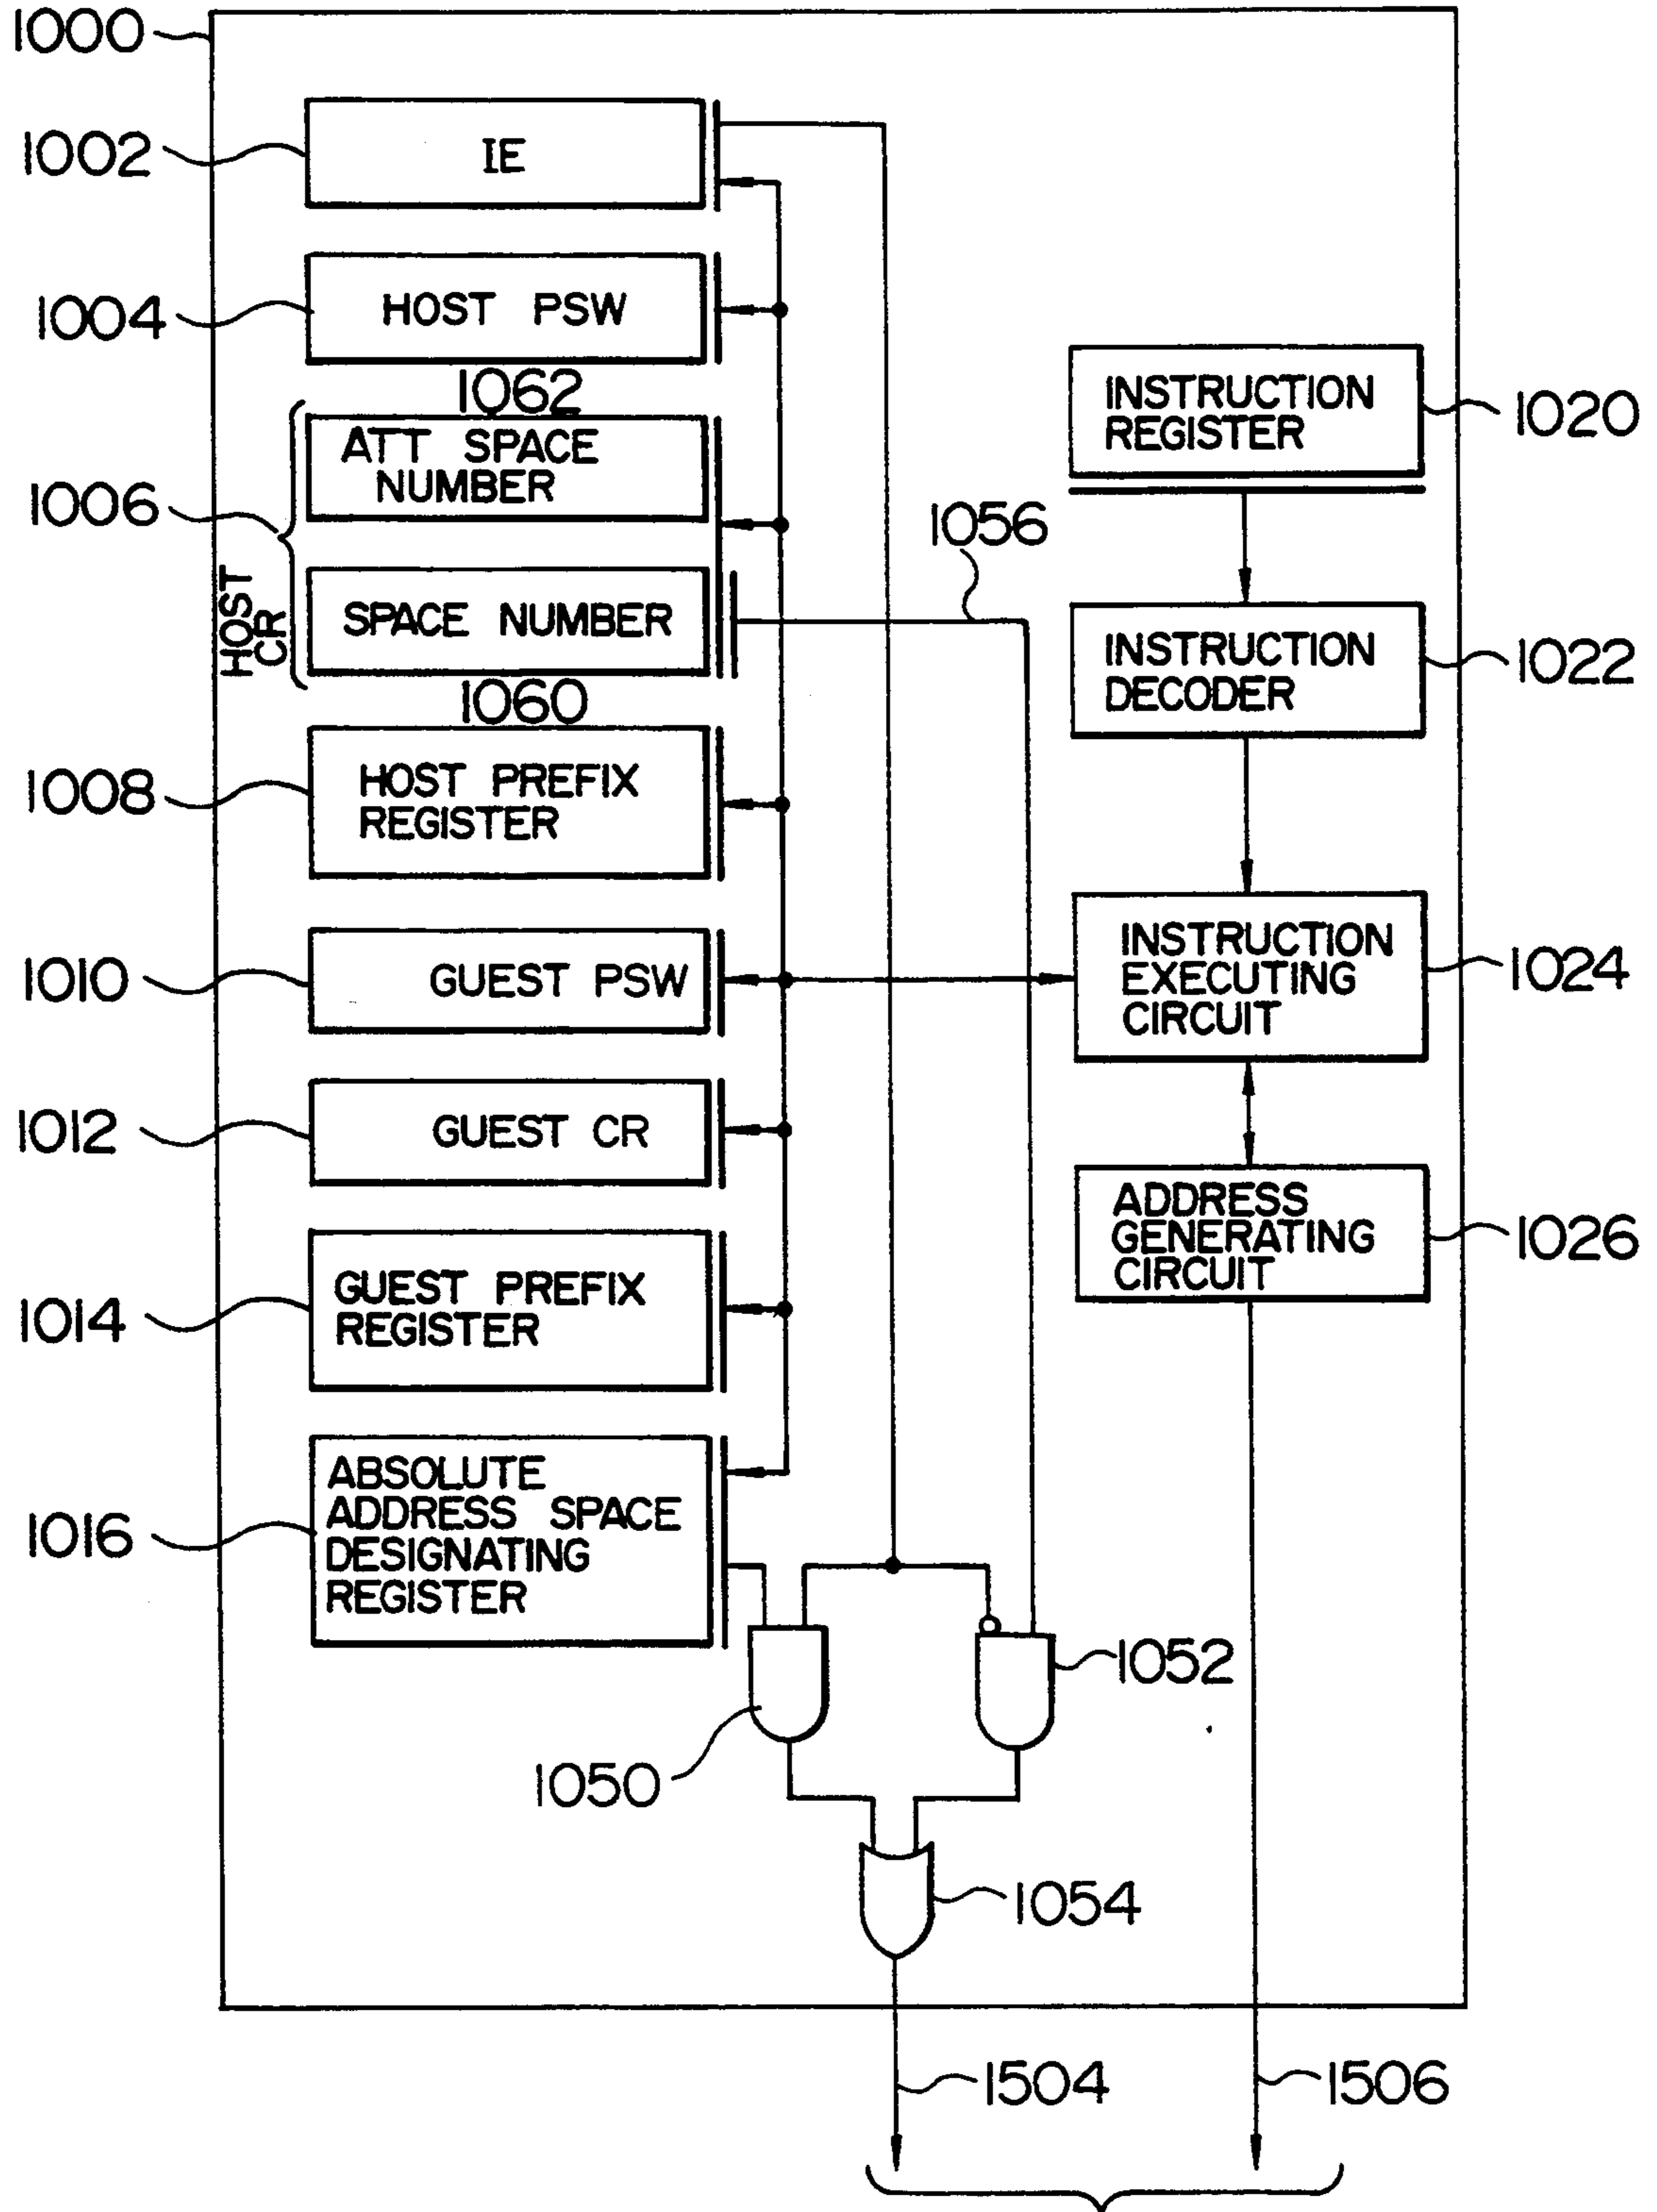 1000
1002
IE
1004
HOST PSW
1062
ATT SPACE
NUMBER
1006
HOST
CR
SPACE NUMBER
1060
1056
1008
HOST PREFIX
REGISTER
1010
GUEST PSW
1012
GUEST CR
1014
GUEST PREFIX
REGISTER
1016
ABSOLUTE
ADDRESS SPACE
DESIGNATING
REGISTER
INSTRUCTION
REGISTER
1020
INSTRUCTION
DECODER
1022
INSTRUCTION
EXECUTING
CIRCUIT
1024
ADDRESS
GENERATING
CIRCUIT
1026
1052
1050
1054
1504
1506